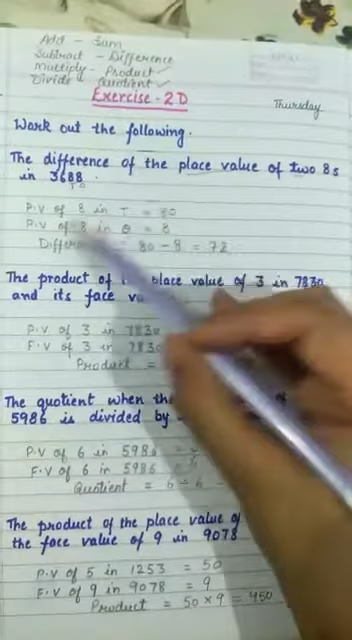 Add - Sum
Subtract - Difference
Multiply - Product ✓
Divide Quotient ✓
Exercise - 2D
Thursday
Work out the following.
The difference of the place value of two 8s
in 3688
T O
P.V of 8 in T = 80
P.V of 8 in O = 8
= 80 - 8 = 72
The product of place value of 3 in 7830
and its face
P.V of 3 in 7830
F.V of 3 in 7830
Product =
The quotient when of
5986 is divided by
P.V of 6 in 5986 =
F.V of 6 in 5986
Quotient = 6 ÷ 6
The product of the place value of
the face value of 9 in 9078
P.V of 5 in 1253 = 50
F.V of 9 in 9078 = 9
Product = 50 × 9 = 450